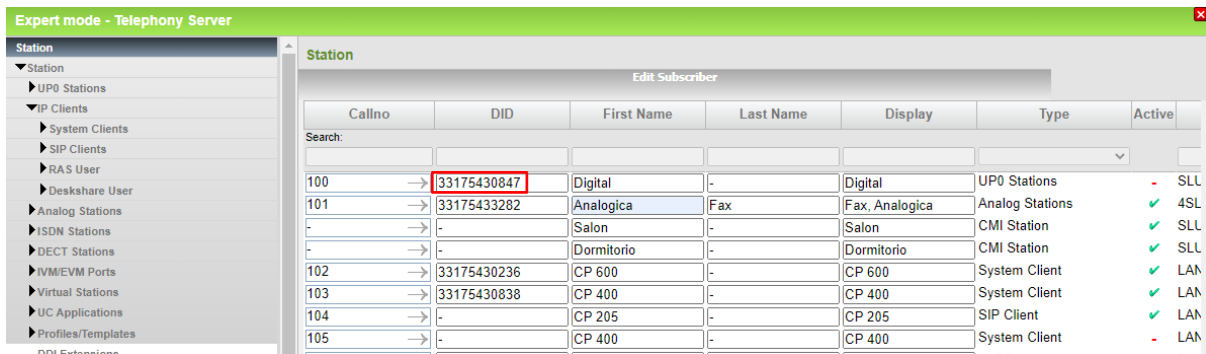 Expert mode - Telephony Server
Station
Station
UP0 Stations
IP Clients
System Clients
SIP Clients
RAS User
Deskshare User
Analog Stations
ISDN Stations
DECT Stations
IVM/EVM Ports
Virtual Stations
UC Applications
Profiles/Templates
DDI Extensions
Station
Edit Subscriber
Callno DID First Name Last Name Display Type Active
Search:
100 33175430847 Digital - Digital UP0 Stations - SLU
101 33175433282 Analogica Fax Fax, Analogica Analog Stations ✔ 4SL
- - Salon - Salon CMI Station ✔ SLU
- - Dormitorio - Dormitorio CMI Station ✔ SLU
102 33175430236 CP 600 - CP 600 System Client ✔ LAN
103 33175430838 CP 400 - CP 400 System Client ✔ LAN
104 - CP 205 - CP 205 SIP Client ✔ LAN
105 - CP 400 - CP 400 System Client - LAN